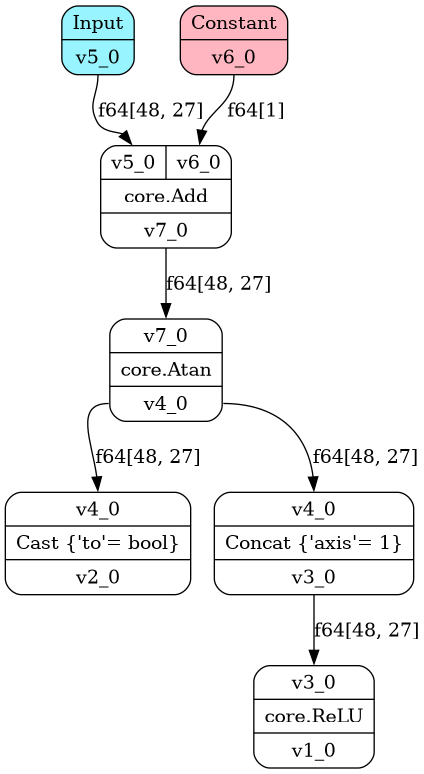 Input
v5_0
Constant
v6_0
f64[48, 27]
f64[1]
v5_0 v6_0
core.Add
v7_0
f64[48, 27]
v7_0
core.Atan
v4_0
f64[48, 27]
f64[48, 27]
v4_0
Cast {'to'= bool}
v2_0
v4_0
Concat {'axis'= 1}
v3_0
f64[48, 27]
v3_0
core.ReLU
v1_0